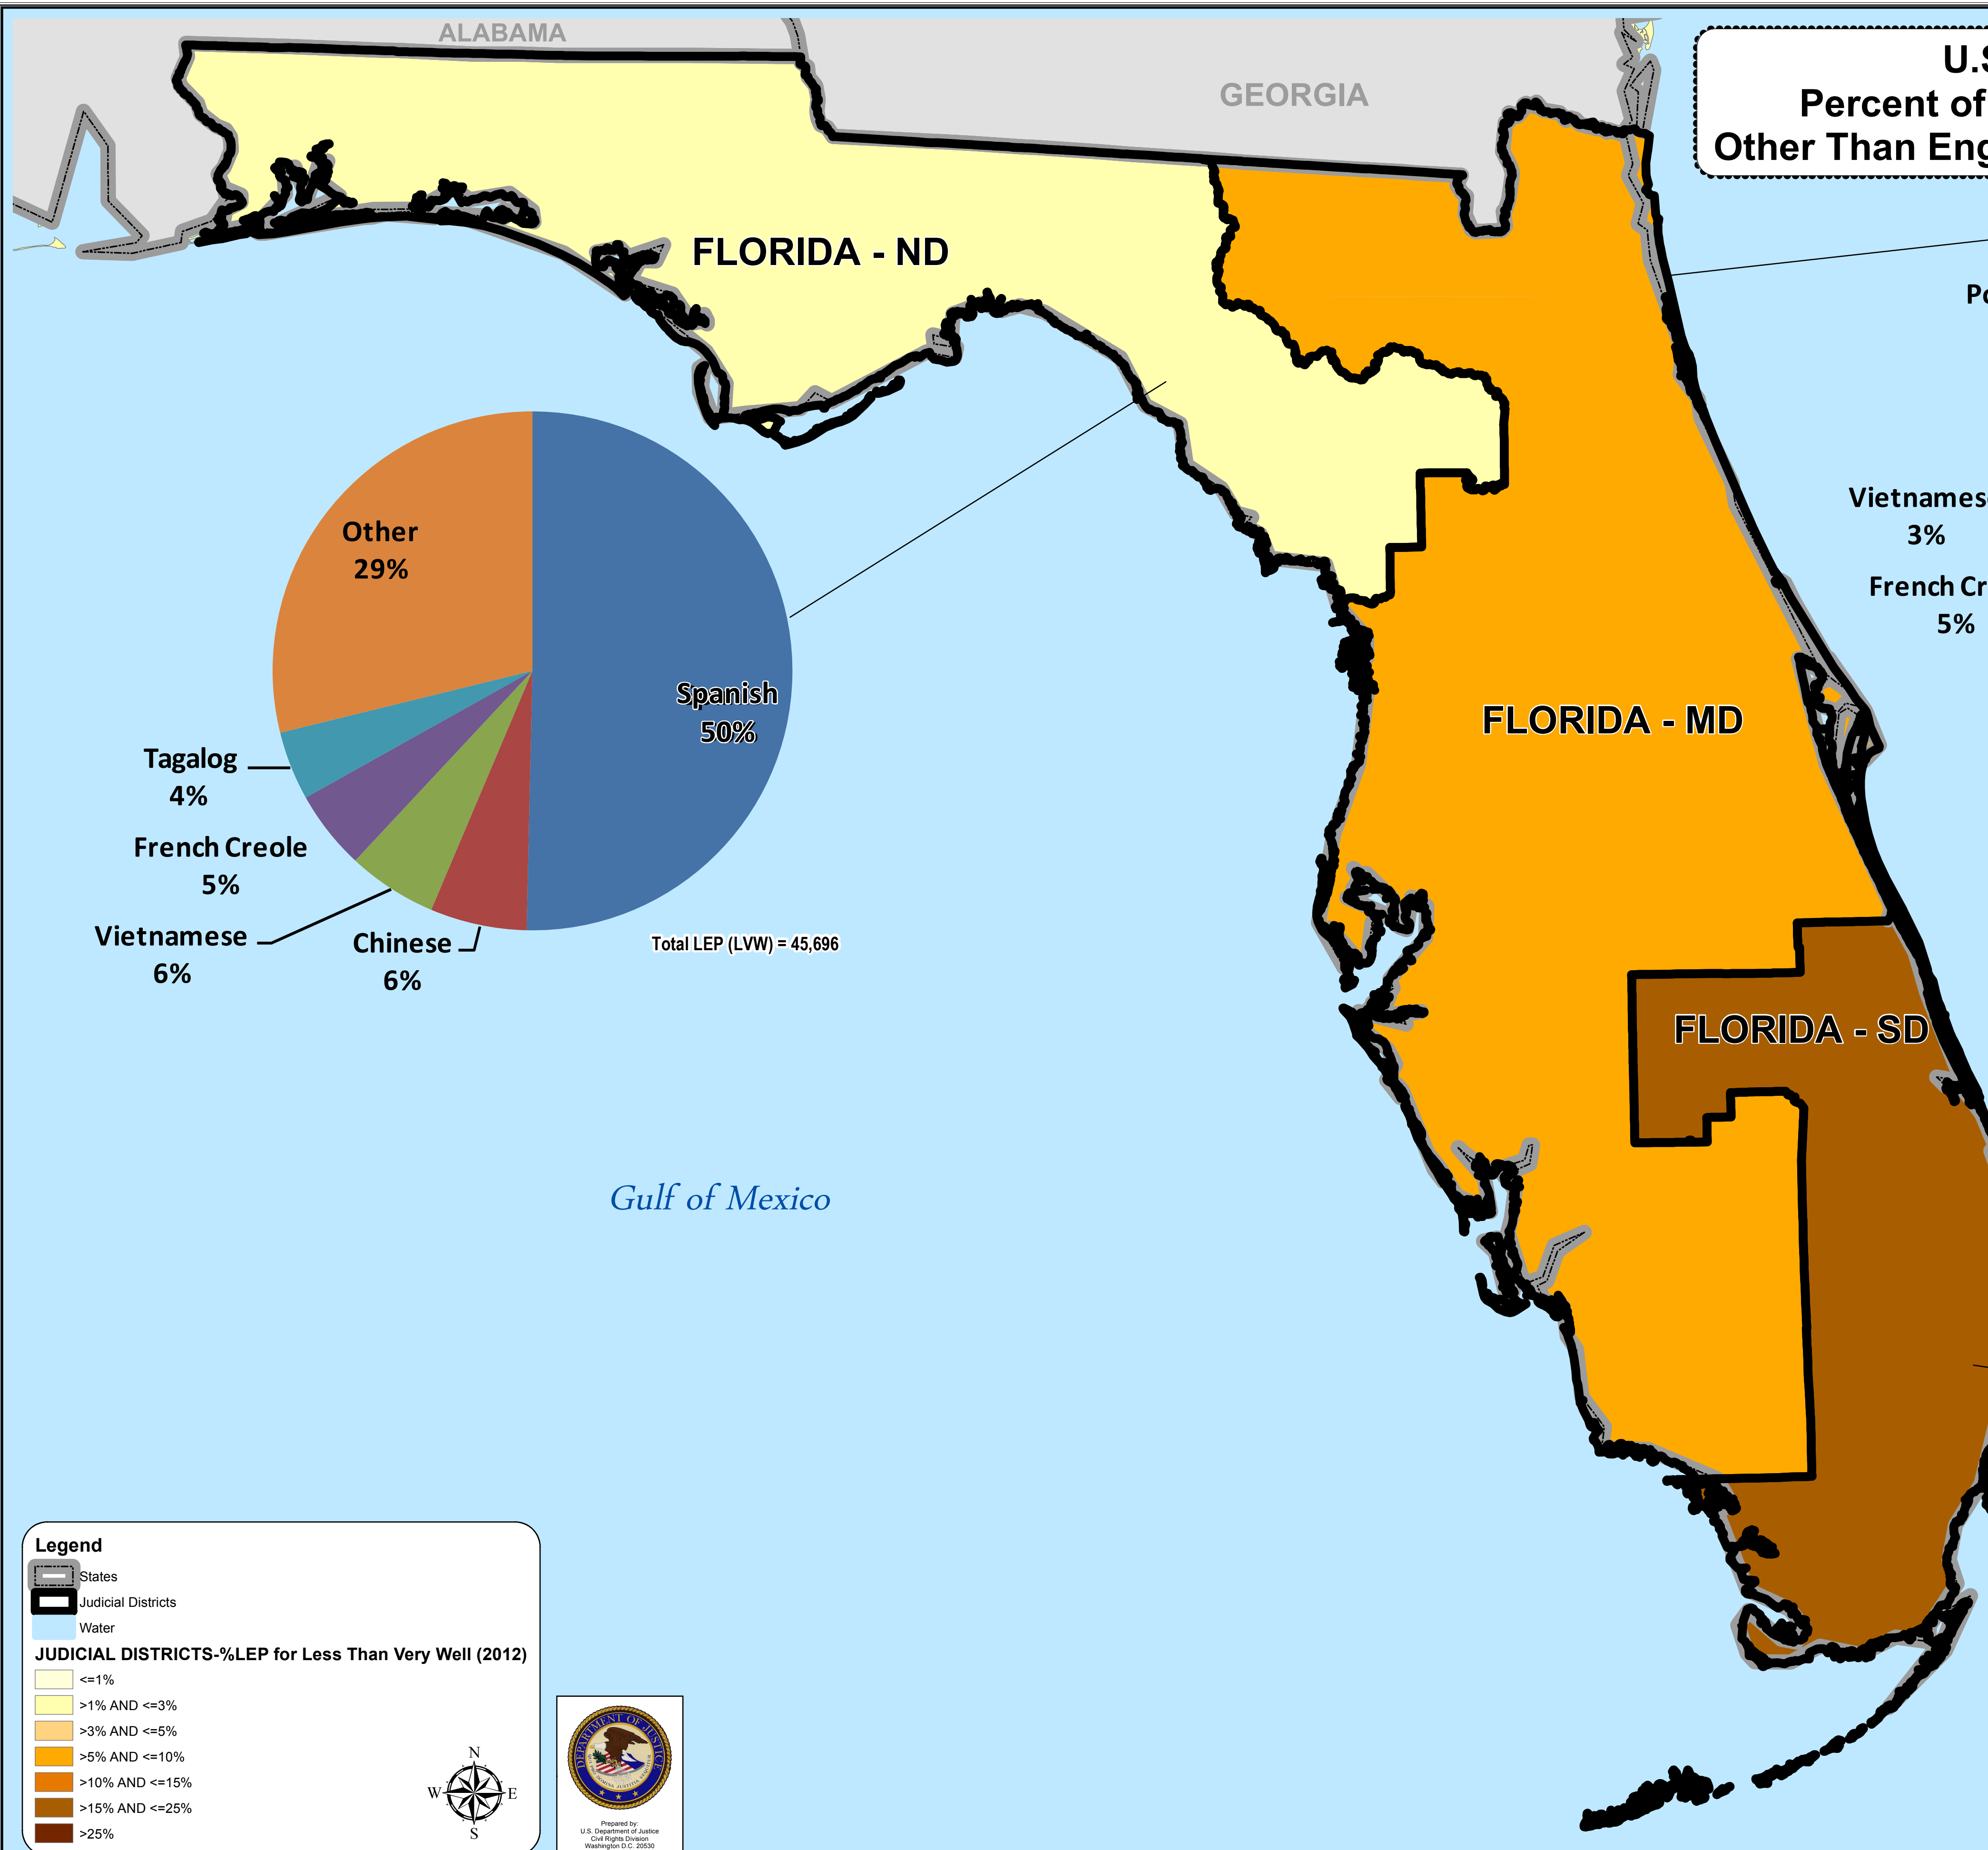 ALABAMA
GEORGIA
U.S
Percent of
Other Than Eng
FLORIDA - ND
Po
Vietnames
3%
French Cr
5%
Other
29%
Spanish
50%
Tagalog
4%
French Creole
5%
Vietnamese
6%
Chinese
6%
Total LEP (LVW) = 45,696
FLORIDA - MD
FLORIDA - SD
Gulf of Mexico
Legend
States
Judicial Districts
Water
JUDICIAL DISTRICTS-%LEP for Less Than Very Well (2012)
<=1%
>1% AND <=3%
>3% AND <=5%
>5% AND <=10%
>10% AND <=15%
>15% AND <=25%
>25%
N
W E
S
DEPARTMENT OF JUSTICE
Prepared by:
U.S. Department of Justice
Civil Rights Division
Washington D.C. 20530